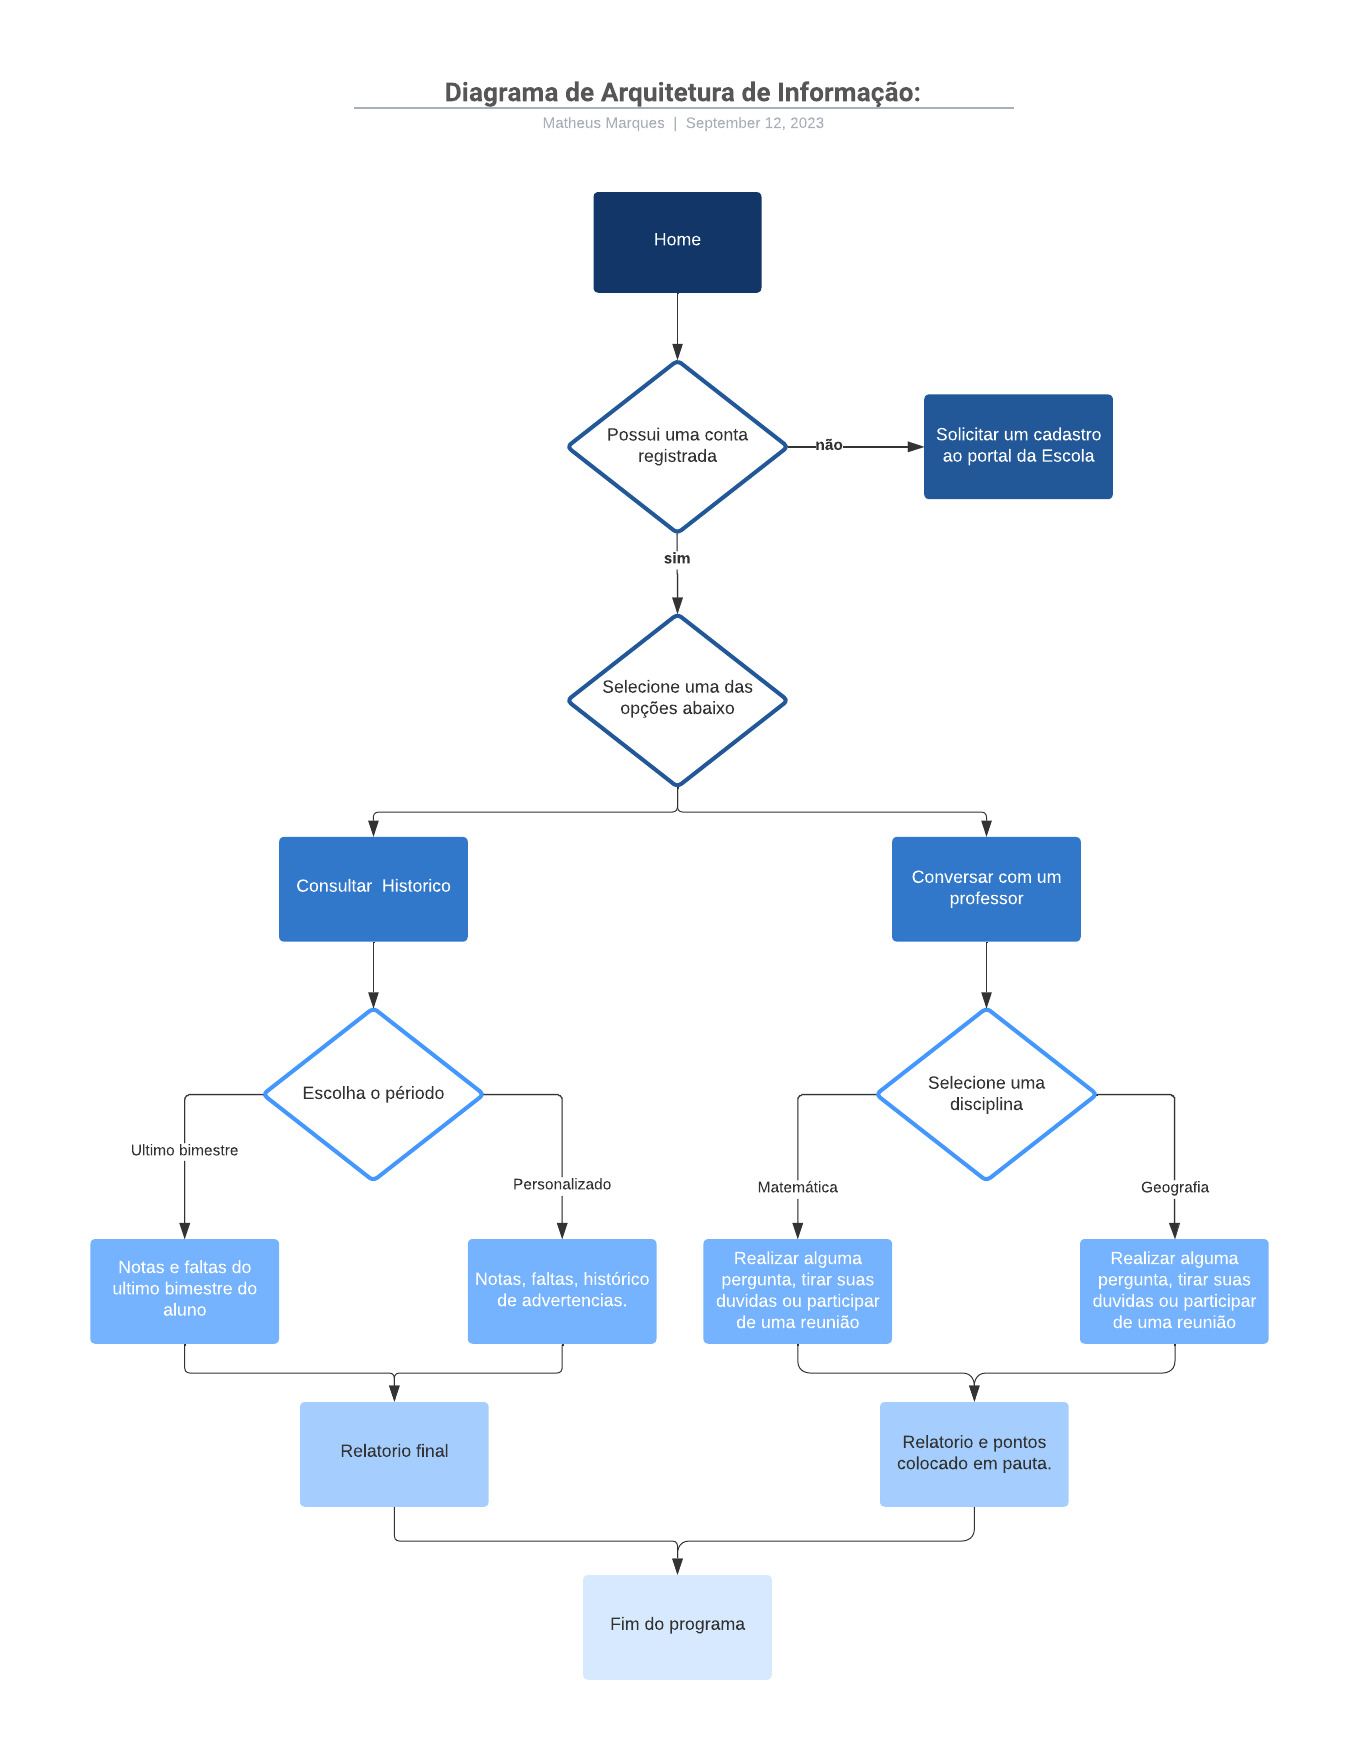 Diagrama de Arquitetura de Informação:
Matheus Marques | September 12, 2023
Home
Possui uma conta
registrada
não
Solicitar um cadastro
ao portal da Escola
sim
Selecione uma das
opções abaixo
Consultar Historico
Conversar com um
professor
Escolha o périodo
Selecione uma
disciplina
Ultimo bimestre
Personalizado
Matemática
Geografia
Notas e faltas do
ultimo bimestre do
aluno
Notas, faltas, histórico
de advertencias.
Realizar alguma
pergunta, tirar suas
duvidas ou participar
de uma reunião
Realizar alguma
pergunta, tirar suas
duvidas ou participar
de uma reunião
Relatorio final
Relatorio e pontos
colocado em pauta.
Fim do programa